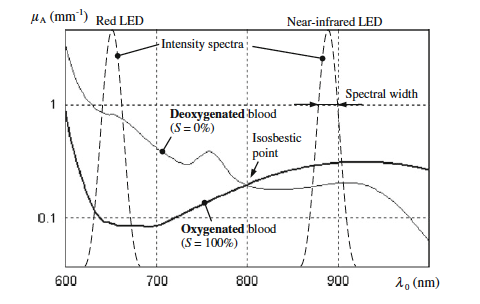 μA (mm-1)
Red LED
Near-infrared LED
Intensity spectra
Spectral width
1
Deoxygenated blood
(S = 0%)
Isosbestic
point
0.1
Oxygenated blood
(S = 100%)
600 700 800 900 λ0 (nm)